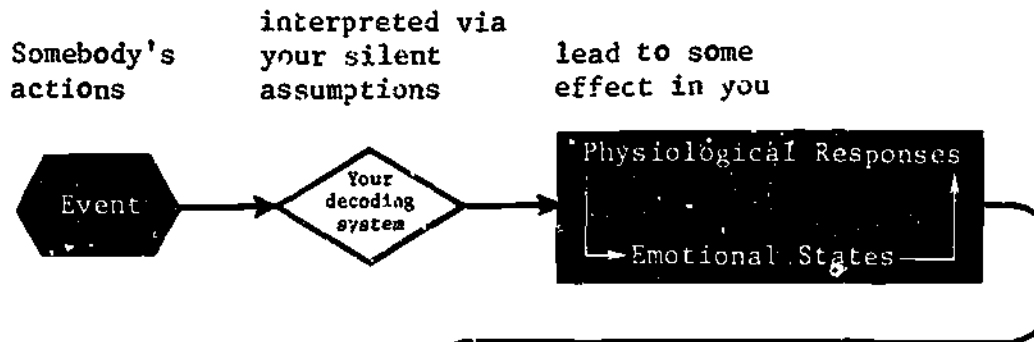 Somebody's
actions
interpreted via
your silent
assumptions
lead to some
effect in you
Event
Your
decoding
system
Physiological Responses
Emotional States